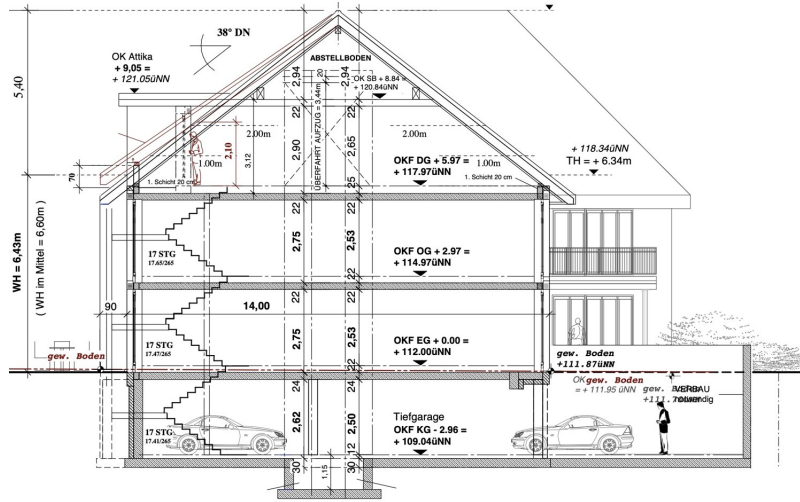 38° DN
OK Attika
+ 9,05 =
+ 121.05üNN
5,40
ABSTELLBODEN
2,94
20
2,94
OK SB + 8.84 =
+ 120.84üNN
22
22
2.00m
2.00m
2,10
3,12
2,90
ÜBERFAHRT AUFZUG = 3,44m
2,65
+ 118.34üNN
TH = + 6.34m
OKF DG + 5.97 =
+ 117.97üNN
1.00m
1.00m
70
1. Schicht 20 cm
25
1. Schicht 20 cm
22
22
WH = 6,43m
( WH im Mittel = 6,60m)
17 STG
17.65/265
2,75
2,53
OKF OG + 2.97 =
+ 114.97üNN
22
22
90
14,00
22
22
17 STG
17.47/265
2,75
2,53
OKF EG + 0.00 =
+ 112.00üNN
gew. Boden
gew. Boden
+111.87üNN
22
22
24
24
OK gew. Boden
= + 111.95 üNN
VERBAU
notwendig
17 STG
17.41/265
2,62
2,50
Tiefgarage
OKF KG - 2.96 =
+ 109.04üNN
12
30
1,15
30